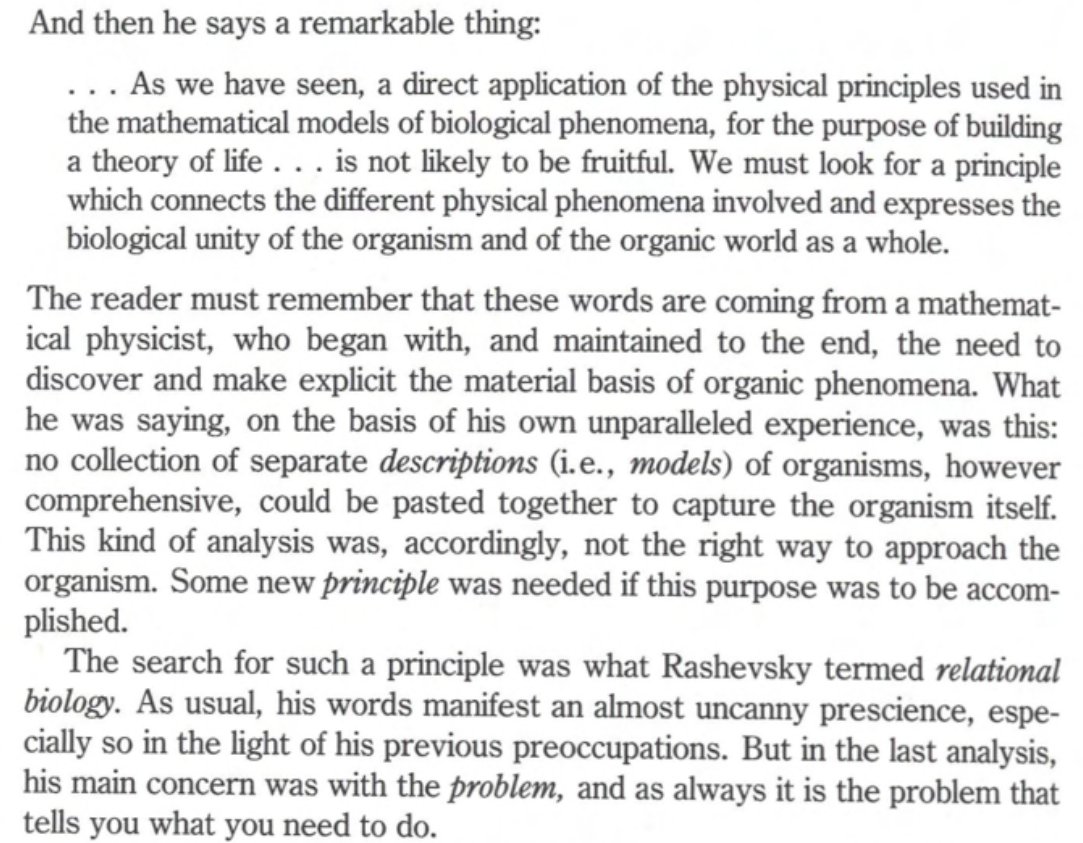 And then he says a remarkable thing:
. . . As we have seen, a direct application of the physical principles used in
the mathematical models of biological phenomena, for the purpose of building
a theory of life . . . is not likely to be fruitful. We must look for a principle
which connects the different physical phenomena involved and expresses the
biological unity of the organism and of the organic world as a whole.
The reader must remember that these words are coming from a mathemat-
ical physicist, who began with, and maintained to the end, the need to
discover and make explicit the material basis of organic phenomena. What
he was saying, on the basis of his own unparalleled experience, was this:
no collection of separate descriptions (i.e., models) of organisms, however
comprehensive, could be pasted together to capture the organism itself.
This kind of analysis was, accordingly, not the right way to approach the
organism. Some new principle was needed if this purpose was to be accom-
plished.
The search for such a principle was what Rashevsky termed relational
biology. As usual, his words manifest an almost uncanny prescience, espe-
cially so in the light of his previous preoccupations. But in the last analysis,
his main concern was with the problem, and as always it is the problem that
tells you what you need to do.